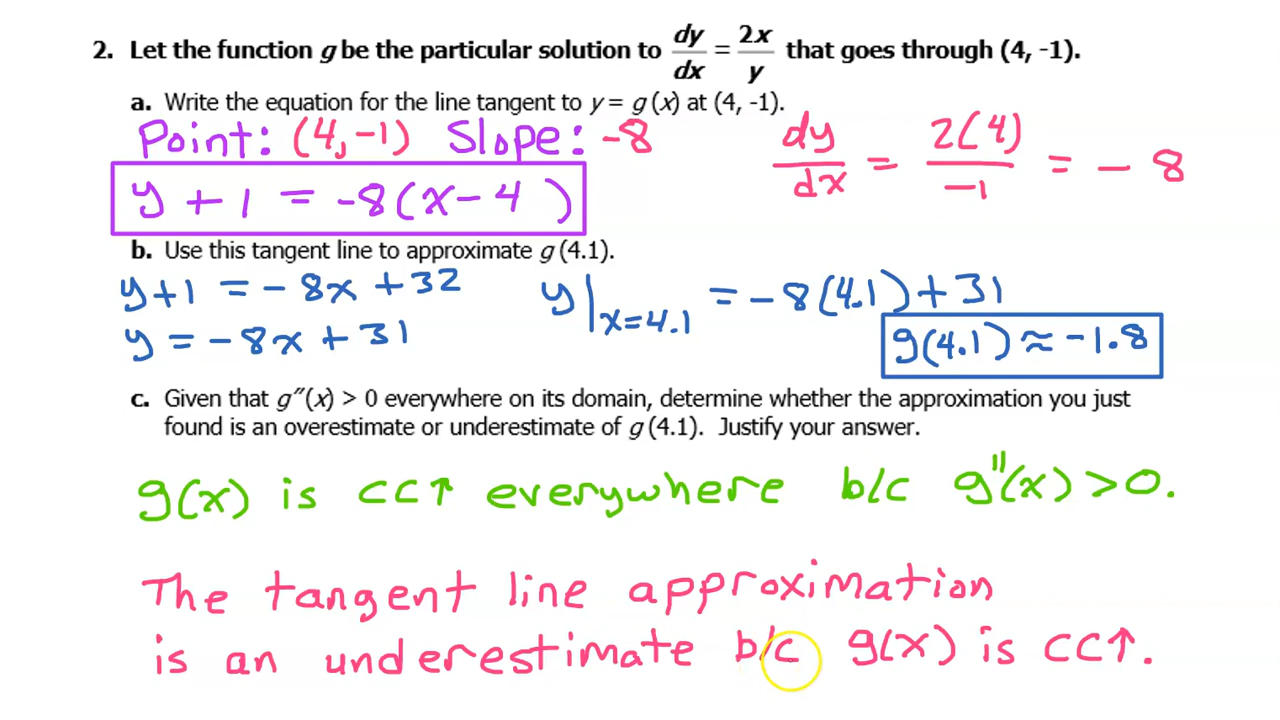 2. Let the function g be the particular solution to dy/dx = 2x/y that goes through (4, -1).
a. Write the equation for the line tangent to y = g (x) at (4, -1).
Point: (4,-1) Slope: -8
dy/dx = 2(4)/-1 = -8
y + 1 = -8(x-4)
b. Use this tangent line to approximate g (4.1).
y+1 = -8x +32
y = -8x + 31
y|x=4.1 = -8(4.1)+31
g(4.1) ≈ -1.8
c. Given that g″(x) > 0 everywhere on its domain, determine whether the approximation you just
found is an overestimate or underestimate of g (4.1). Justify your answer.
g(x) is CC↑ everywhere b/c g"(x) >0.
The tangent line approximation
is an underestimate b/c g(x) is CC↑.